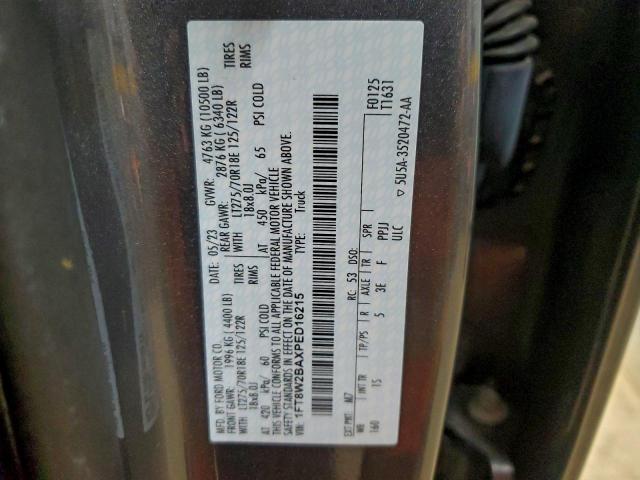 MFD. BY FORD MOTOR CO.
DATE: 05/23 GVWR: 4763 KG (10500 LB)
FRONT GAWR: 1996 KG (4400 LB) REAR GAWR: 2876 KG (6340 LB)
WITH LT275/70R18E 125/122R TIRES WITH LT275/70R18E 125/122R TIRES
18x8.0J RIMS 18x8.0J RIMS
AT 420 kPa/ 60 PSI COLD AT 450 kPa/ 65 PSI COLD
THIS VEHICLE CONFORMS TO ALL APPLICABLE FEDERAL MOTOR VEHICLE
SAFETY STANDARDS IN EFFECT ON THE DATE OF MANUFACTURE SHOWN ABOVE.
VIN: 1FT8W2BAXPED16215 TYPE: Truck
F0125
T1631
EXT PNT: M7 RC: 53 DSO:
WB INT TR TP/PS R AXLE TR SPR
160 TS 5 3E F PPJJ
ULC
▽ 5U5A-3520472-AA